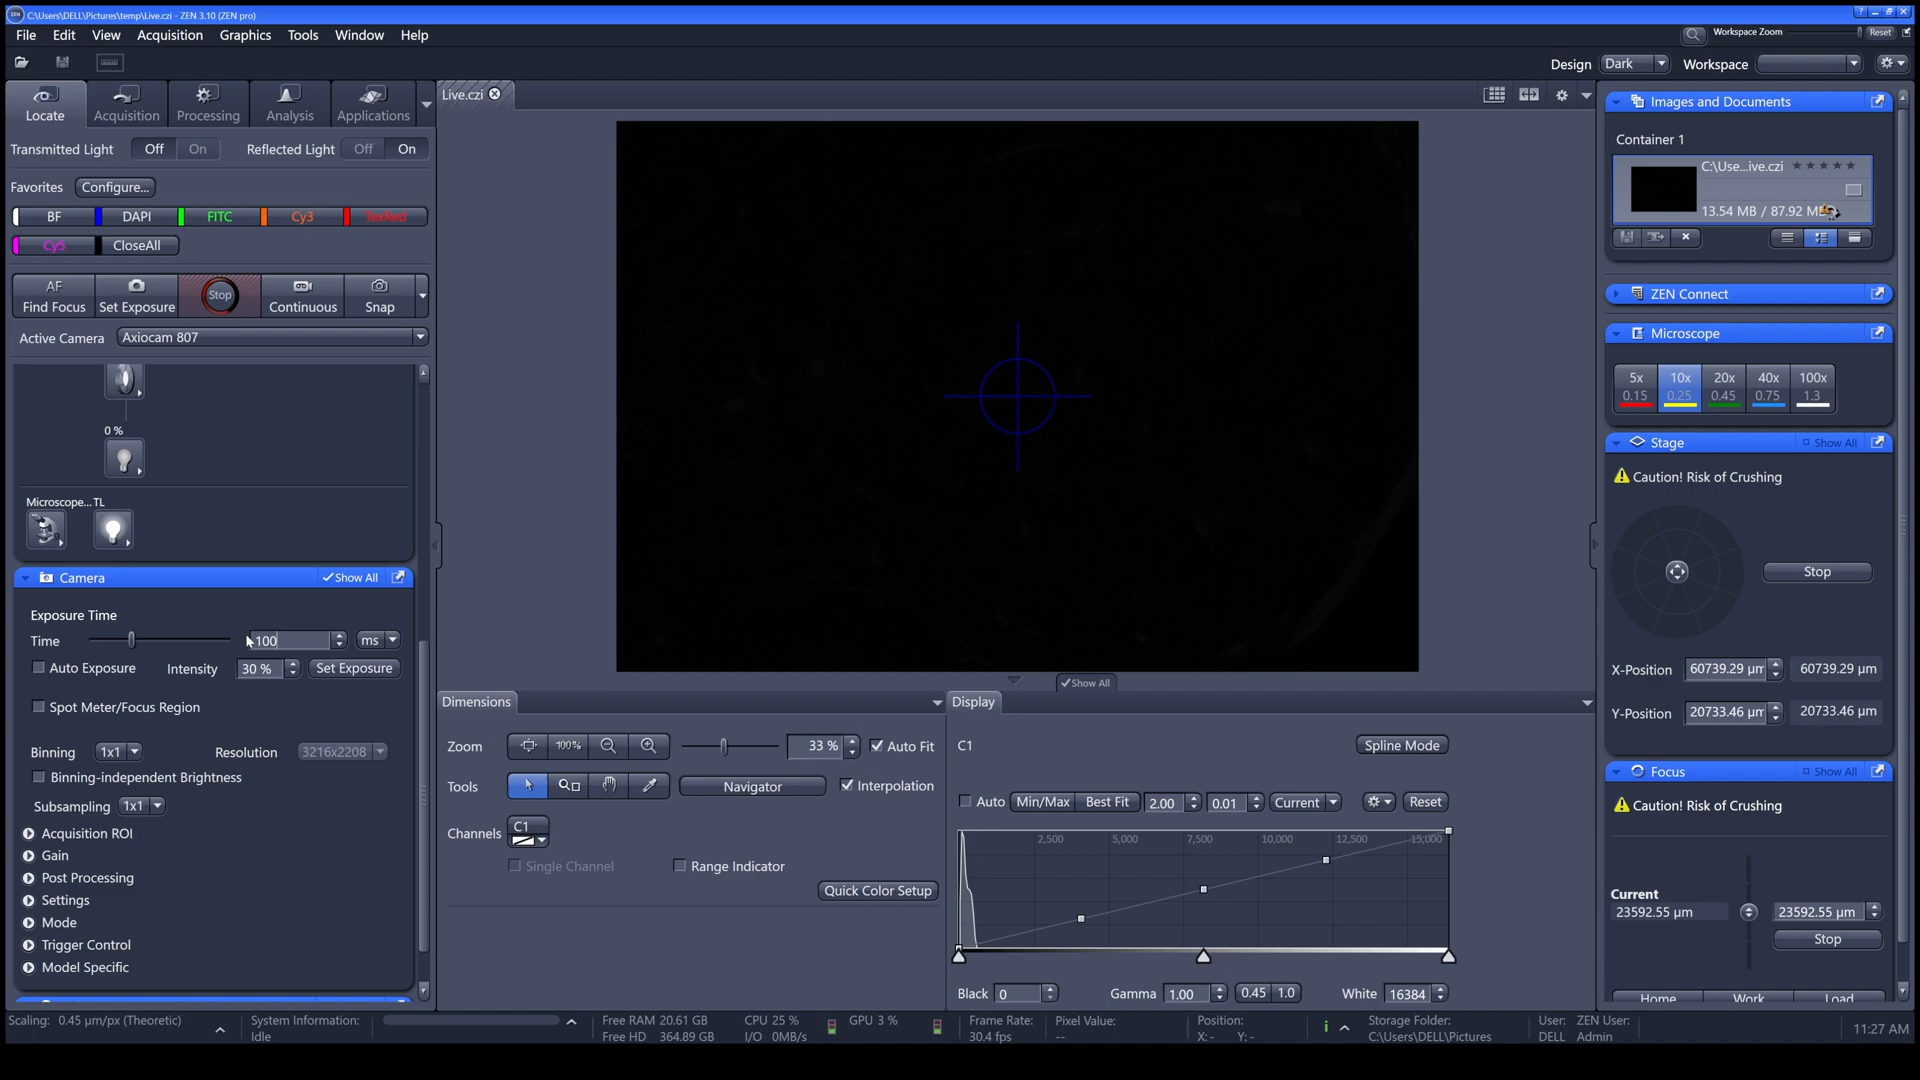 C:\Users\DELL\Pictures\temp\Live.czi - ZEN 3.10 (ZEN pro)
File Edit View Acquisition Graphics Tools Window Help
Workspace Zoom Reset
Design Dark Workspace
Locate Acquisition Processing Analysis Applications
Live.czi
Transmitted Light Off On Reflected Light Off On
Favorites Configure...
BF DAPI FITC Cy3 TexRed
Cy5 CloseAll
AF Find Focus Set Exposure Stop Continuous Snap
Active Camera Axiocam 807
0 %
Microscope... TL
Camera Show All
Exposure Time
Time 100 ms
Auto Exposure Intensity 30 % Set Exposure
Spot Meter/Focus Region
Binning 1x1 Resolution 3216x2208
Binning-independent Brightness
Subsampling 1x1
Acquisition ROI
Gain
Post Processing
Settings
Mode
Trigger Control
Model Specific
Show All
Dimensions
Zoom 100% 33 % Auto Fit
Tools Navigator Interpolation
Channels C1
Single Channel Range Indicator
Quick Color Setup
Display
C1 Spline Mode
Auto Min/Max Best Fit 2.00 0.01 Current Reset
2,500 5,000 7,500 10,000 12,500 15,000
Black 0 Gamma 1.00 0.45 1.0 White 16384
Images and Documents
Container 1
C:\Use...ive.czi
13.54 MB / 87.92 MB
ZEN Connect
Microscope
5x 10x 20x 40x 100x
0.15 0.25 0.45 0.75 1.3
Stage Show All
Caution! Risk of Crushing
Stop
X-Position 60739.29 µm 60739.29 µm
Y-Position 20733.46 µm 20733.46 µm
Focus Show All
Caution! Risk of Crushing
Current
23592.55 µm 23592.55 µm
Stop
Home Work Load
Scaling: 0.45 µm/px (Theoretic) System Information: Free RAM 20.61 GB CPU 25 % GPU 3 % Frame Rate: Pixel Value: Position: Storage Folder: User: ZEN User:
Idle Free HD 364.89 GB I/O 0MB/s 30.4 fps -- X: - Y: - C:\Users\DELL\Pictures DELL Admin
11:27 AM